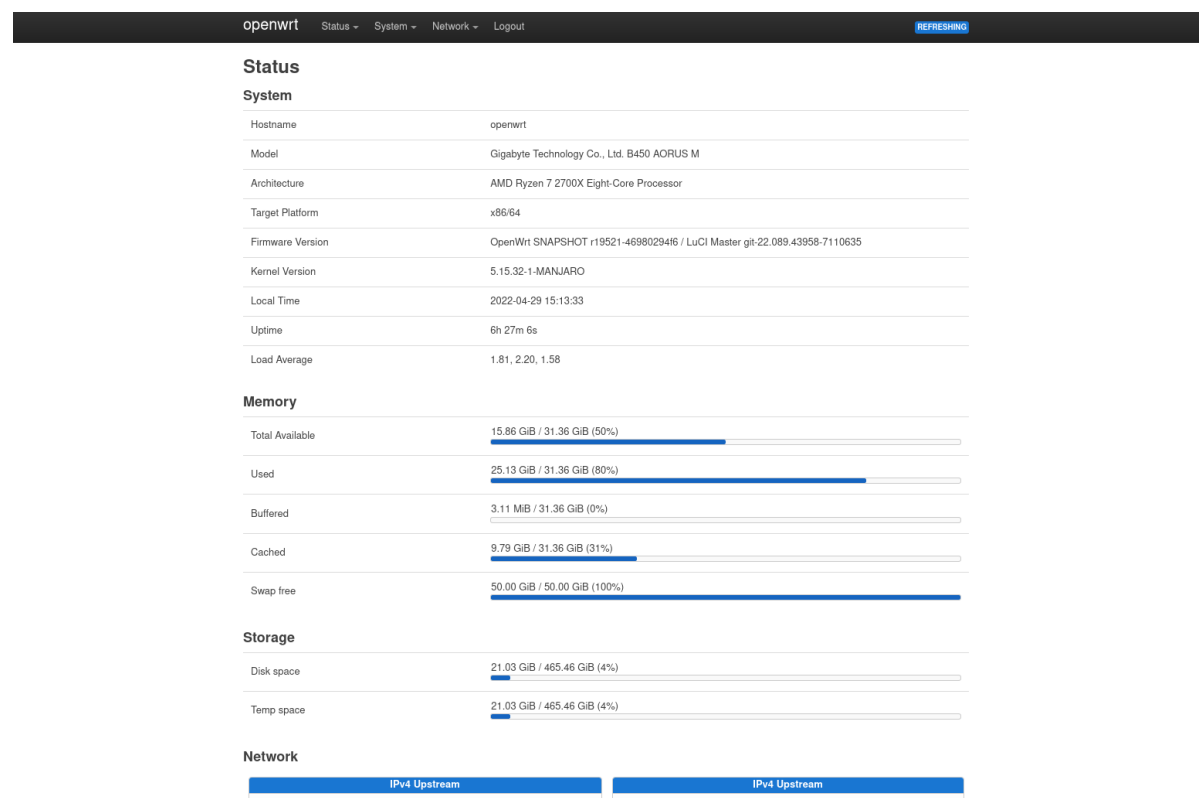 openwrt Status System Network Logout REFRESHING
Status
System
Hostname openwrt
Model Gigabyte Technology Co., Ltd. B450 AORUS M
Architecture AMD Ryzen 7 2700X Eight-Core Processor
Target Platform x86/64
Firmware Version OpenWrt SNAPSHOT r19521-46980294f6 / LuCI Master git-22.089.43958-7110635
Kernel Version 5.15.32-1-MANJARO
Local Time 2022-04-29 15:13:33
Uptime 6h 27m 6s
Load Average 1.81, 2.20, 1.58
Memory
Total Available 15.86 GiB / 31.36 GiB (50%)
Used 25.13 GiB / 31.36 GiB (80%)
Buffered 3.11 MiB / 31.36 GiB (0%)
Cached 9.79 GiB / 31.36 GiB (31%)
Swap free 50.00 GiB / 50.00 GiB (100%)
Storage
Disk space 21.03 GiB / 465.46 GiB (4%)
Temp space 21.03 GiB / 465.46 GiB (4%)
Network
IPv4 Upstream IPv4 Upstream